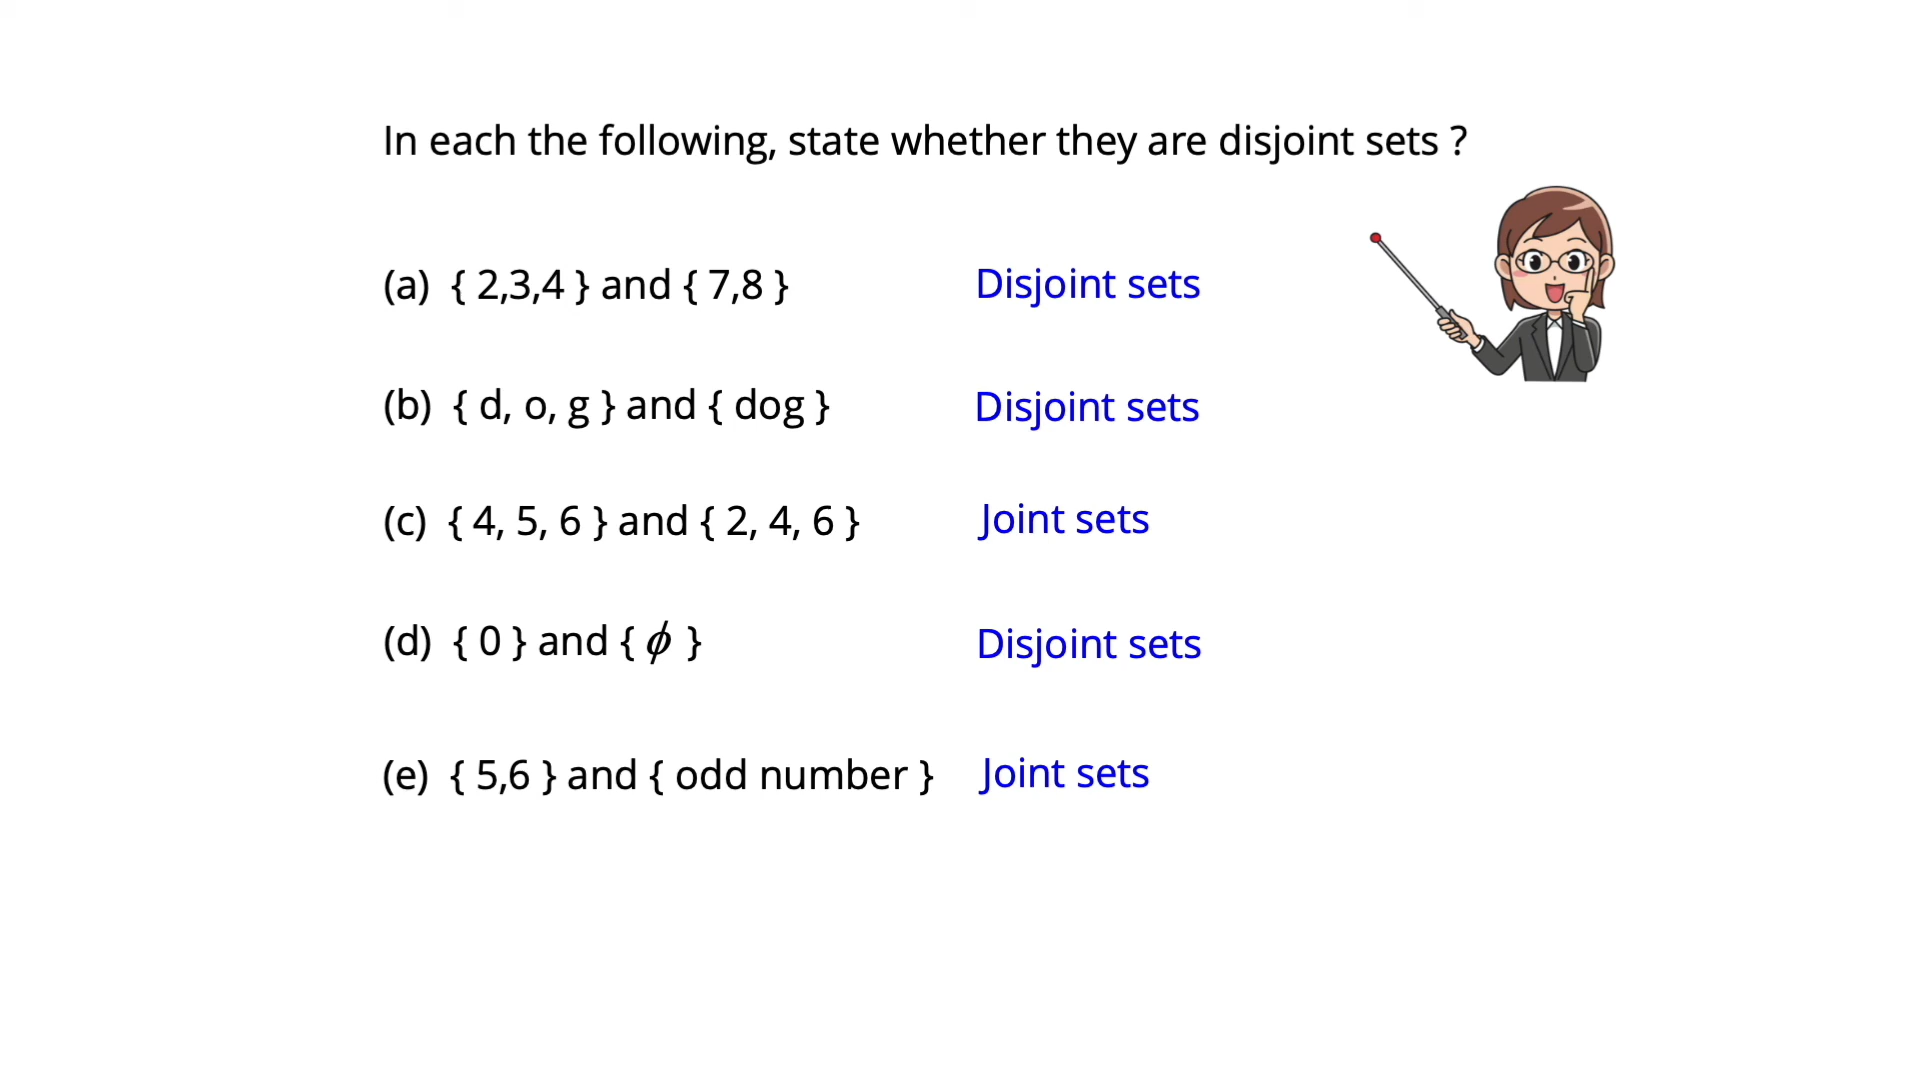 In each the following, state whether they are disjoint sets ?
(a) { 2,3,4 } and { 7,8 } Disjoint sets
(b) { d, o, g } and { dog } Disjoint sets
(c) { 4, 5, 6 } and { 2, 4, 6 } Joint sets
(d) { 0 } and { ϕ } Disjoint sets
(e) { 5,6 } and { odd number } Joint sets